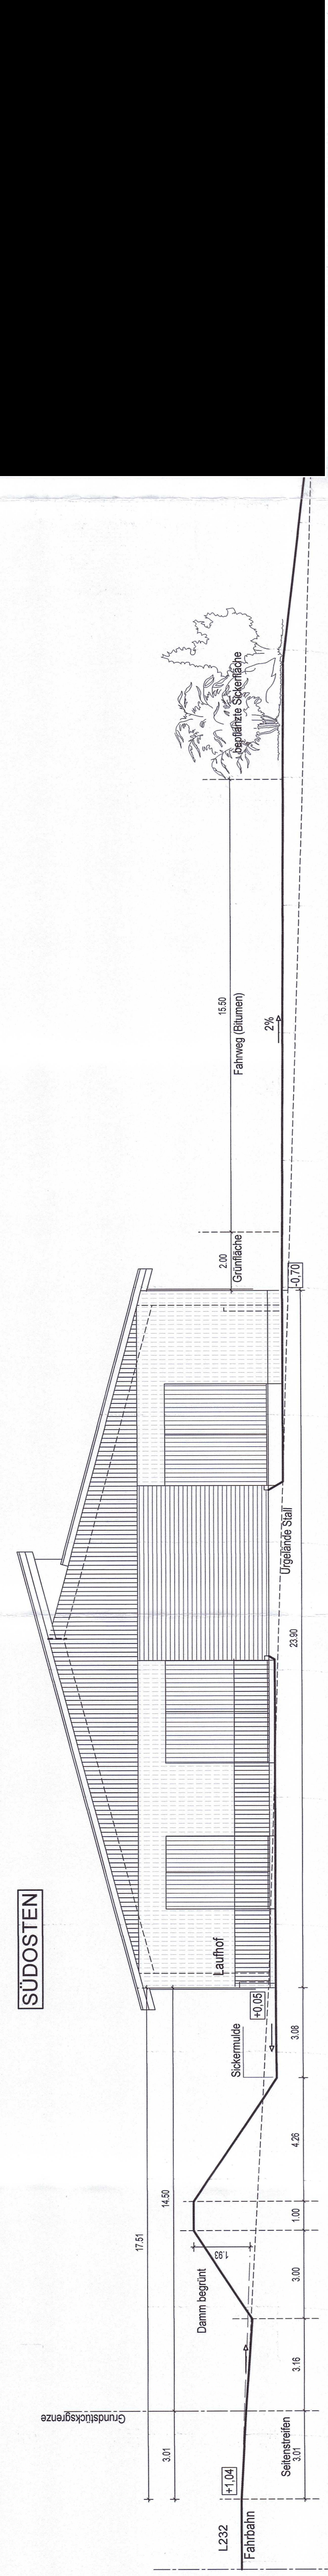 SÜDOSTEN
Grundstücksgrenze
17.51
3.01
14.50
L232
Fahrbahn
+1,04
Damm begrünt
1.93
Sickermulde
+0,05
Laufhof
Seitenstreifen
3.01
3.16
3.00
1.00
4.26
3.08
23.90
Urgelände Stall
-0,70
2.00
Grünfläche
15.50
Fahrweg (Bitumen)
2%
bepflanzte Sickerfläche